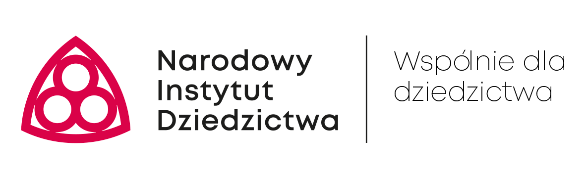 Narodowy
Instytut
Dziedzictwa
Wspólnie dla
dziedzictwa